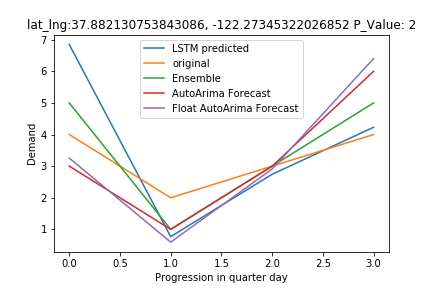 lat_lng:37.882130753843086, -122.27345322026852 P_Value: 2
7
6
5
4
3
2
1
Demand
LSTM predicted
original
Ensemble
AutoArima Forecast
Float AutoArima Forecast
0.0 0.5 1.0 1.5 2.0 2.5 3.0
Progression in quarter day